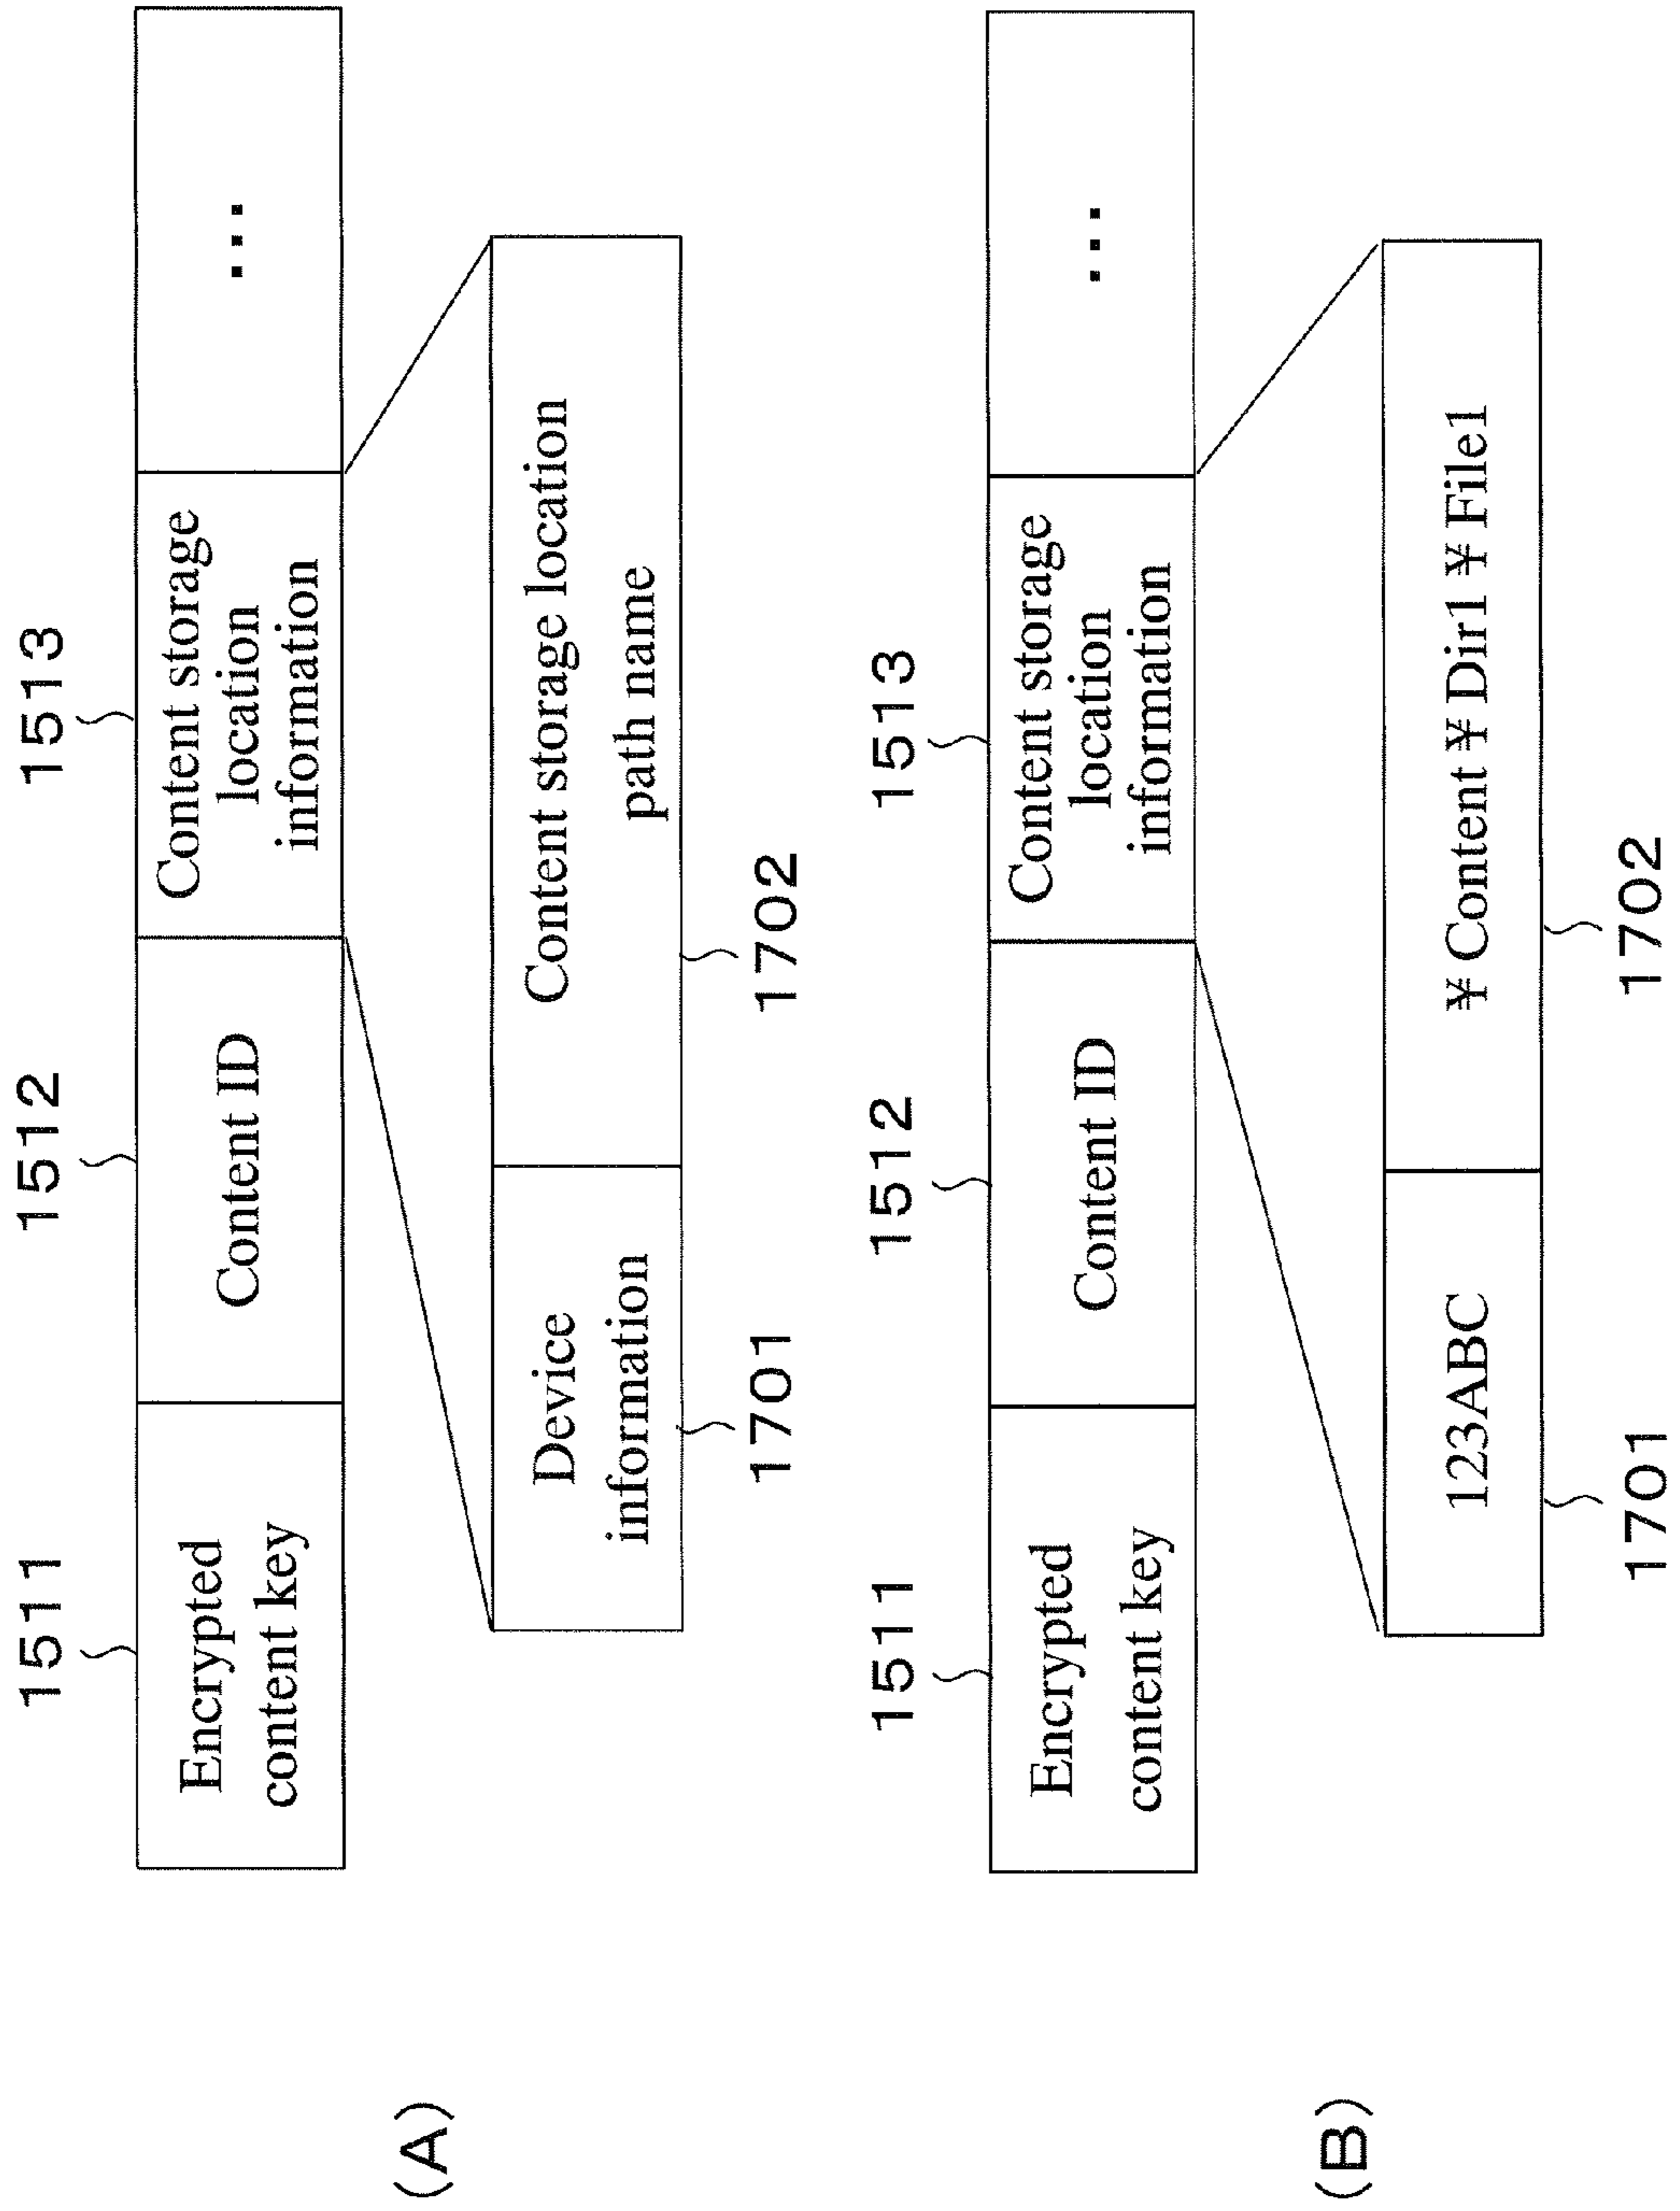 (A)
1511
1512
1513
Encrypted
content key
Content ID
Content storage
location
information
...
Device
information
Content storage location
path name
1701
1702
(B)
1511
1512
1513
Encrypted
content key
Content ID
Content storage
location
information
...
123ABC
¥ Content ¥ Dir1 ¥ File1
1701
1702